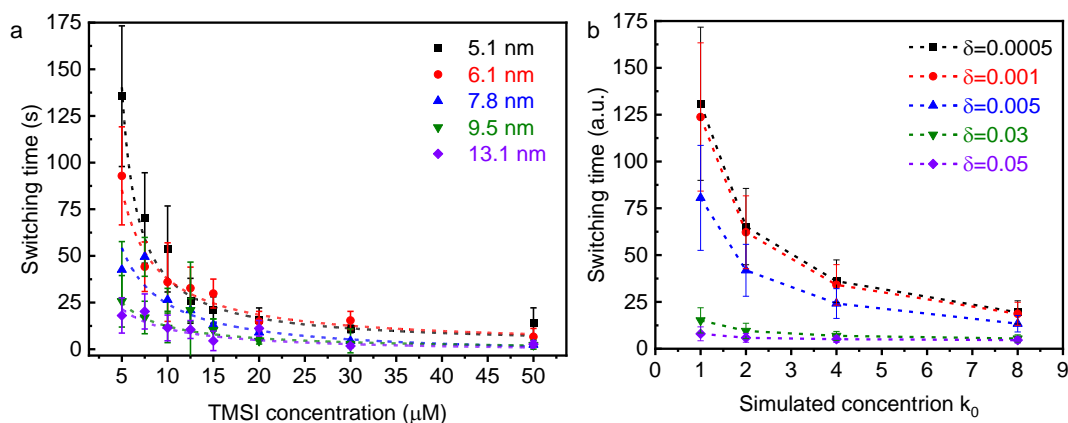 a
175
150
125
100
75
50
25
0
Switching time (s)
5.1 nm
6.1 nm
7.8 nm
9.5 nm
13.1 nm
5 10 15 20 25 30 35 40 45 50
TMSI concentration (μM)
b
175
150
125
100
75
50
25
0
Switching time (a.u.)
δ=0.0005
δ=0.001
δ=0.005
δ=0.03
δ=0.05
0 1 2 3 4 5 6 7 8 9
Simulated concentrion k₀